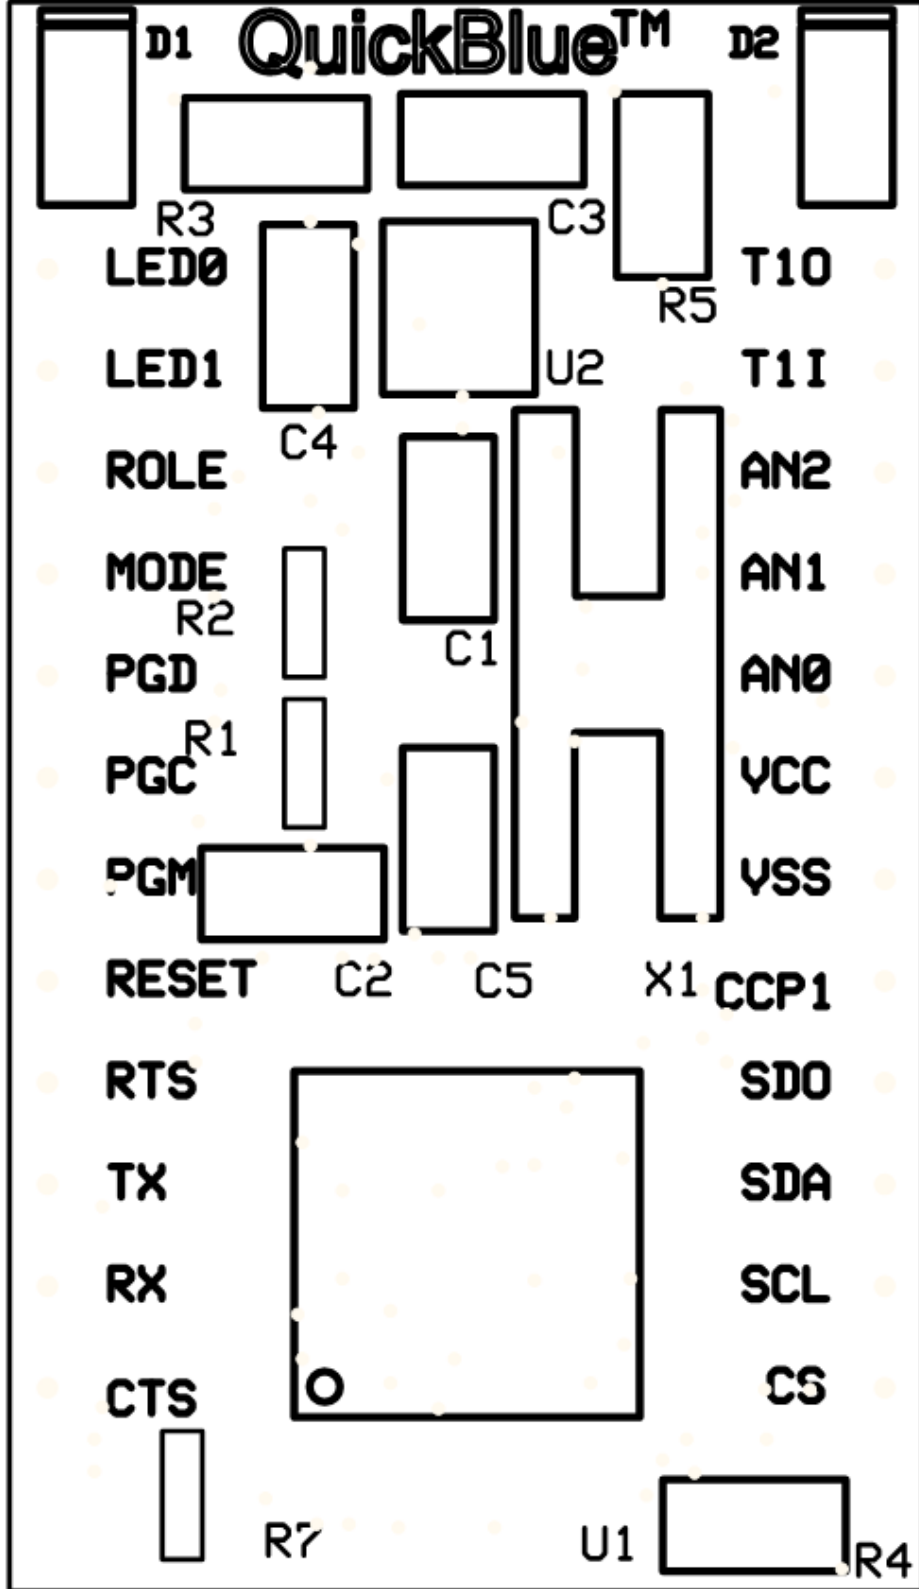 D1 QuickBlue™ D2
R3 C3
LED0 R5 T1O
LED1 U2 T1I
C4
ROLE AN2
MODE AN1
R2 C1
PGD AN0
R1
PGC VCC
PGM VSS
RESET C2 C5 X1 CCP1
RTS SDO
TX SDA
RX SCL
CTS CS
R7 U1 R4